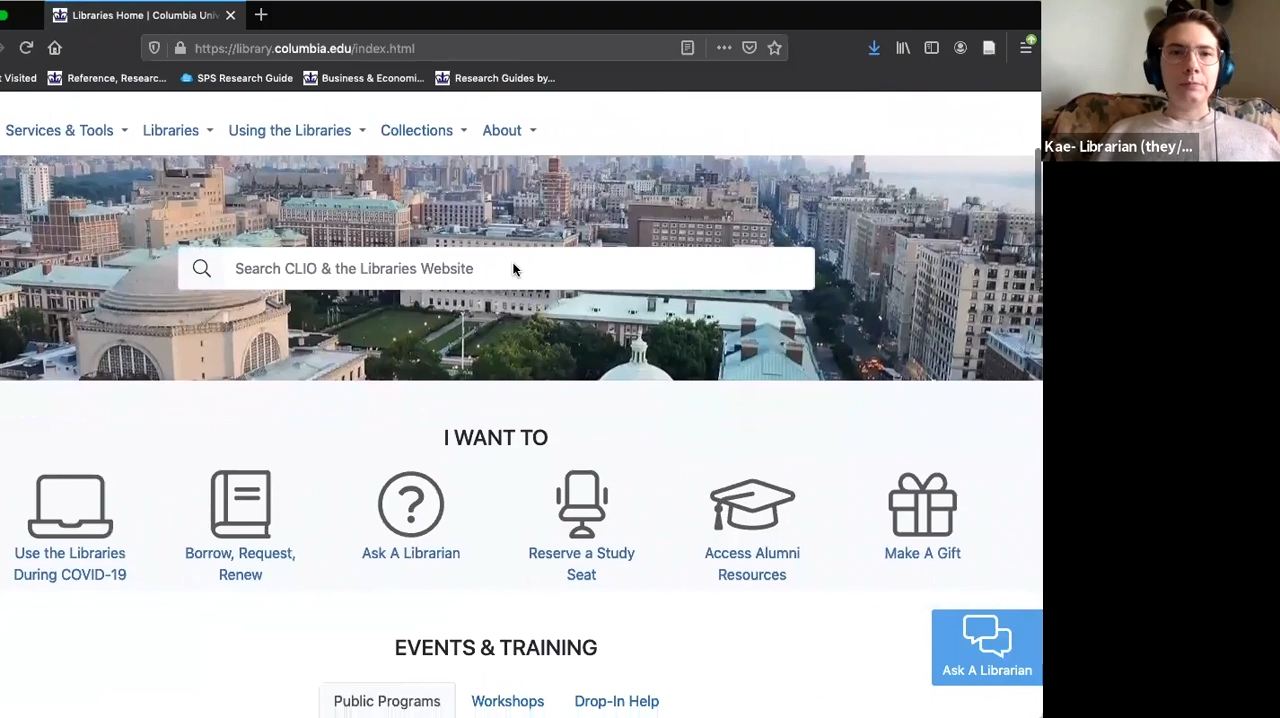 Libraries Home | Columbia Univ
https://library.columbia.edu/index.html
t Visited
Reference, Researc...
SPS Research Guide
Business & Economi...
Research Guides by...
Kae- Librarian (they/...
Services & Tools
Libraries
Using the Libraries
Collections
About
Search CLIO & the Libraries Website
I WANT TO
Use the Libraries
During COVID-19
Borrow, Request,
Renew
Ask A Librarian
Reserve a Study
Seat
Access Alumni
Resources
Make A Gift
EVENTS & TRAINING
Ask A Librarian
Public Programs
Workshops
Drop-In Help